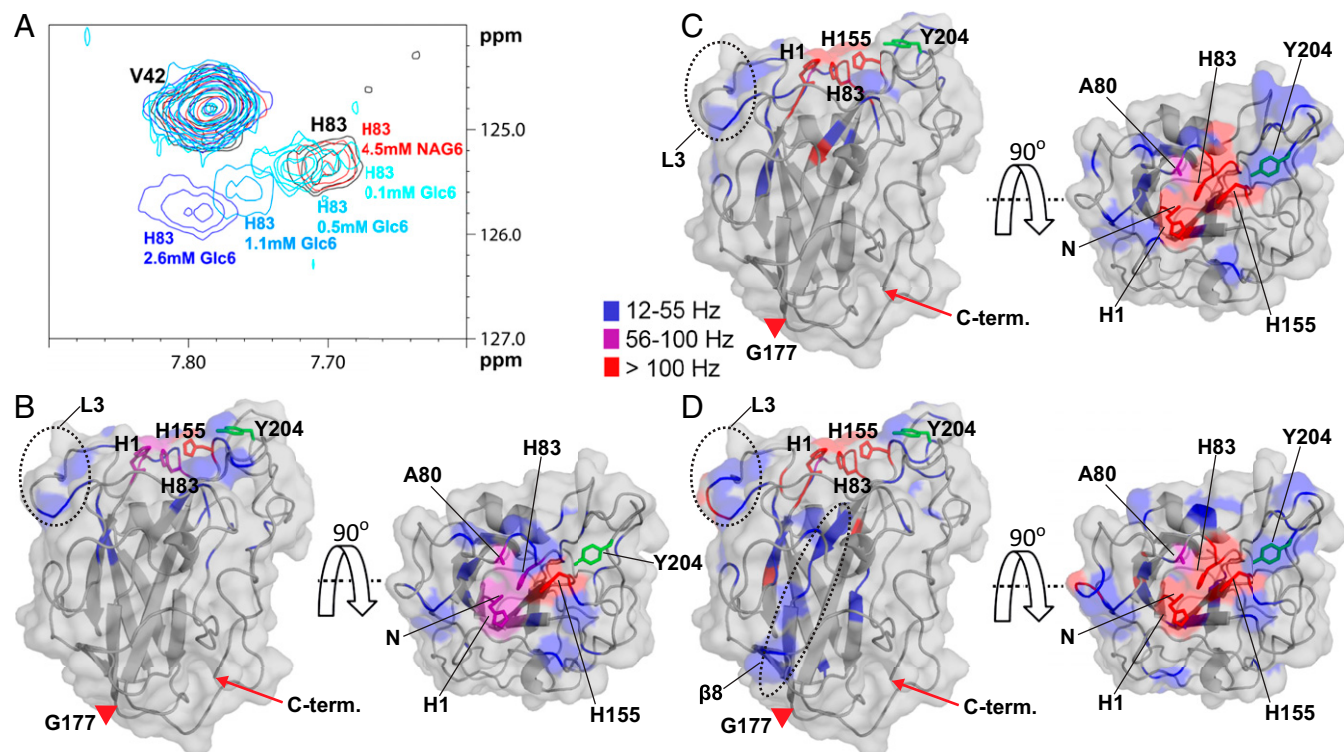 A
ppm
V42
H83
H83
4.5mM NAG6
H83
0.1mM Glc6
H83
0.5mM Glc6
H83
1.1mM Glc6
H83
2.6mM Glc6
125.0
126.0
127.0
7.80
7.70
ppm
C
H1
H155
Y204
H83
L3
G177
C-term.
90°
A80
H83
Y204
N
H1
H155
12-55 Hz
56-100 Hz
> 100 Hz
B
L3
H1
H155
Y204
H83
G177
C-term.
90°
A80
H83
Y204
N
H1
H155
D
L3
H1
H155
Y204
H83
β8
G177
C-term.
90°
A80
H83
Y204
N
H1
H155